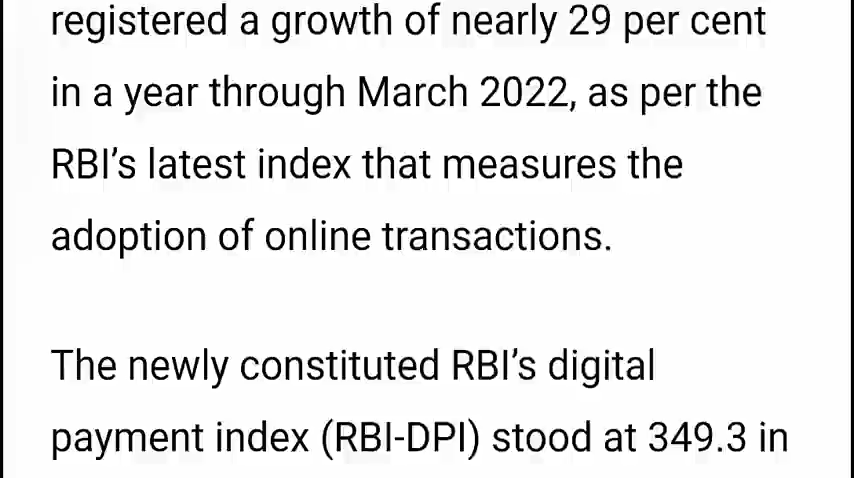 registered a growth of nearly 29 per cent
in a year through March 2022, as per the
RBI’s latest index that measures the
adoption of online transactions.
The newly constituted RBI’s digital
payment index (RBI-DPI) stood at 349.3 in